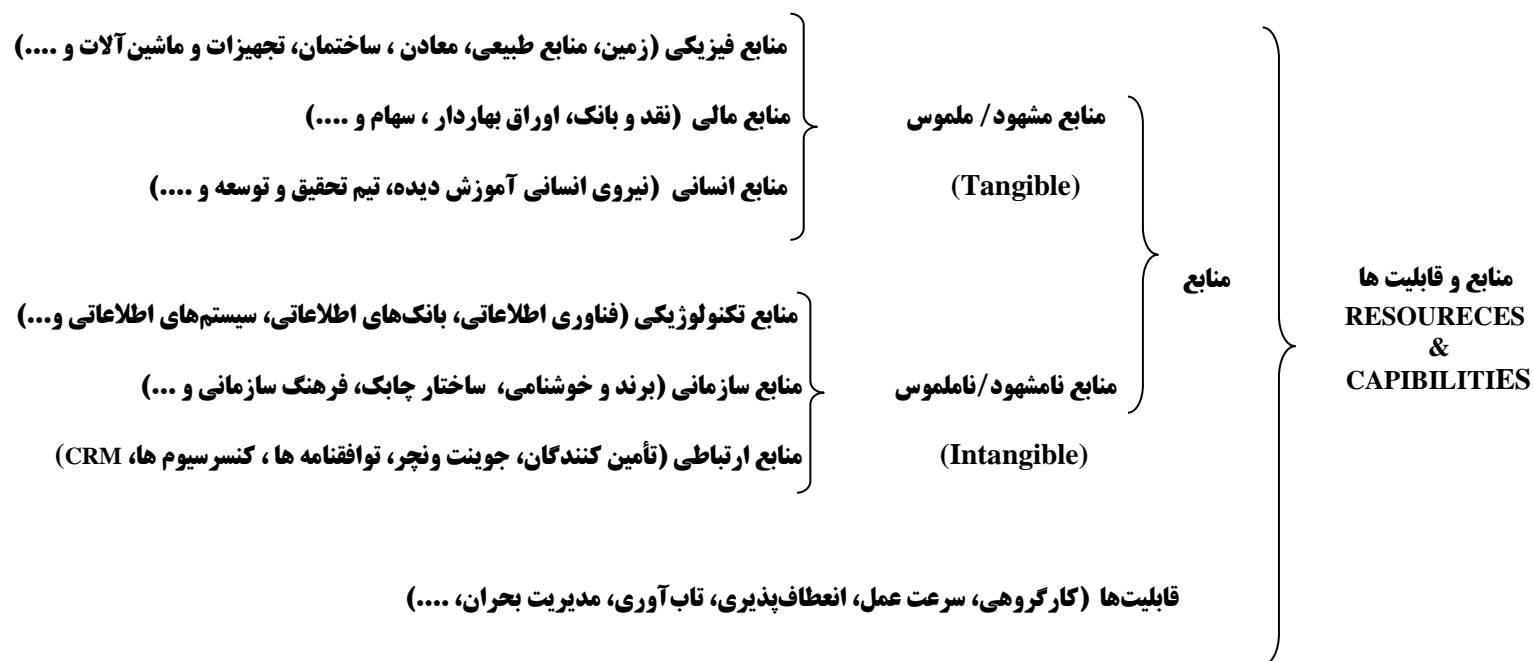 منابع فیزیکی (زمین، منابع طبیعی، معادن ، ساختمان، تجهیزات و ماشین‌آلات و ....)
منابع مشهود/ ملموس
منابع مالی (نقد و بانک، اوراق بهاردار ، سهام و ....)
(Tangible)
منابع انسانی (نیروی انسانی آموزش دیده، تیم تحقیق و توسعه و ....)
منابع و قابلیت ها
منابع
RESOURECES
&
CAPIBILITIES
منابع تکنولوژیکی (فناوری اطلاعاتی، بانک‌های اطلاعاتی، سیستم‌های اطلاعاتی و...)
منابع نامشهود/ناملموس
منابع سازمانی (برند و خوشنامی، ساختار چابک، فرهنگ سازمانی و ...)
(Intangible)
منابع ارتباطی (تأمین کنندگان، جوینت ونچر، توافقنامه ها ، کنسرسیوم ها، CRM)
قابلیت‌ها (کارگروهی، سرعت عمل، انعطاف‌پذیری، تاب‌آوری، مدیریت بحران، ....)